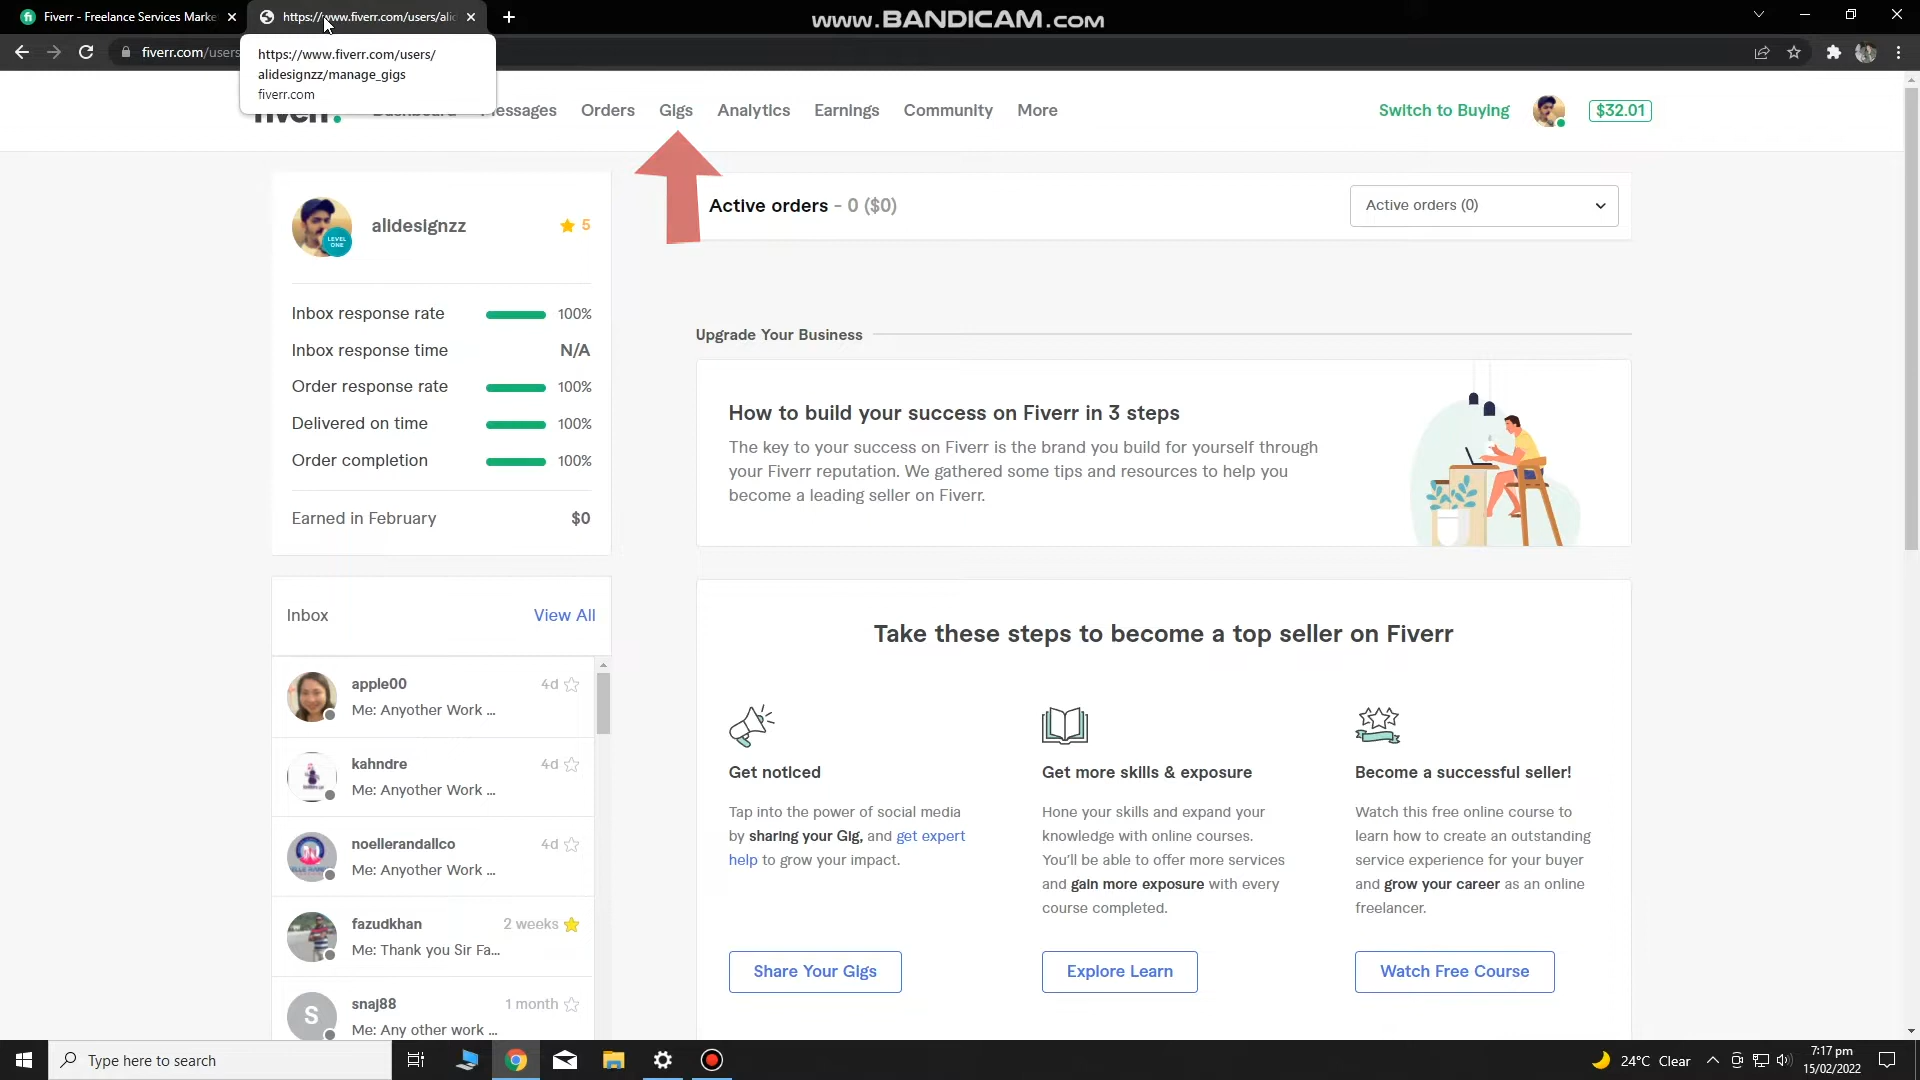 Fiverr - Freelance Services Marke
https://www.fiverr.com/users/ali
www.BANDICAM.com
fiverr.com/users
https://www.fiverr.com/users/
alidesignzz/manage_gigs
fiverr.com
Orders
Gigs
Analytics
Earnings
Community
More
Switch to Buying
$32.01
alidesignzz
5
LEVEL
ONE
Inbox response rate
100%
Inbox response time
N/A
Order response rate
100%
Delivered on time
100%
Order completion
100%
Earned in February
$0
Active orders - 0 ($0)
Active orders (0)
Upgrade Your Business
How to build your success on Fiverr in 3 steps
The key to your success on Fiverr is the brand you build for yourself through
your Fiverr reputation. We gathered some tips and resources to help you
become a leading seller on Fiverr.
Inbox
View All
apple00
4d
Me: Anyother Work ...
kahndre
4d
Me: Anyother Work ...
noellerandallco
4d
Me: Anyother Work ...
fazudkhan
2 weeks
Me: Thank you Sir Fa...
S
snaj88
1 month
Me: Any other work ...
Take these steps to become a top seller on Fiverr
Get noticed
Tap into the power of social media
by sharing your Gig, and get expert
help to grow your impact.
Share Your Gigs
Get more skills & exposure
Hone your skills and expand your
knowledge with online courses.
You'll be able to offer more services
and gain more exposure with every
course completed.
Explore Learn
Become a successful seller!
Watch this free online course to
learn how to create an outstanding
service experience for your buyer
and grow your career as an online
freelancer.
Watch Free Course
Type here to search
24°C Clear
7:17 pm
15/02/2022